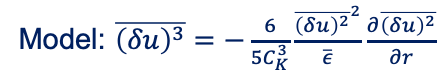 Model: $\overline{(\delta u)^3} = -\frac{6}{5C_K^3} \frac{\overline{(\delta u)^2}^2}{\bar{\epsilon}} \frac{\partial \overline{(\delta u)^2}}{\partial r}$